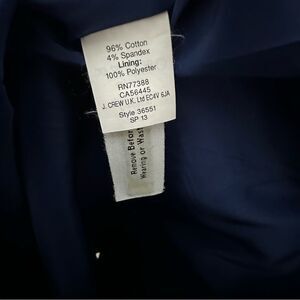 96% Cotton
4% Spandex
Lining:
100% Polyester
RN77388
CA56445
J. CREW U.K. Ltd EC4V 6JA
Style 36551
SP 13
Remove Before
Wearing or Wash